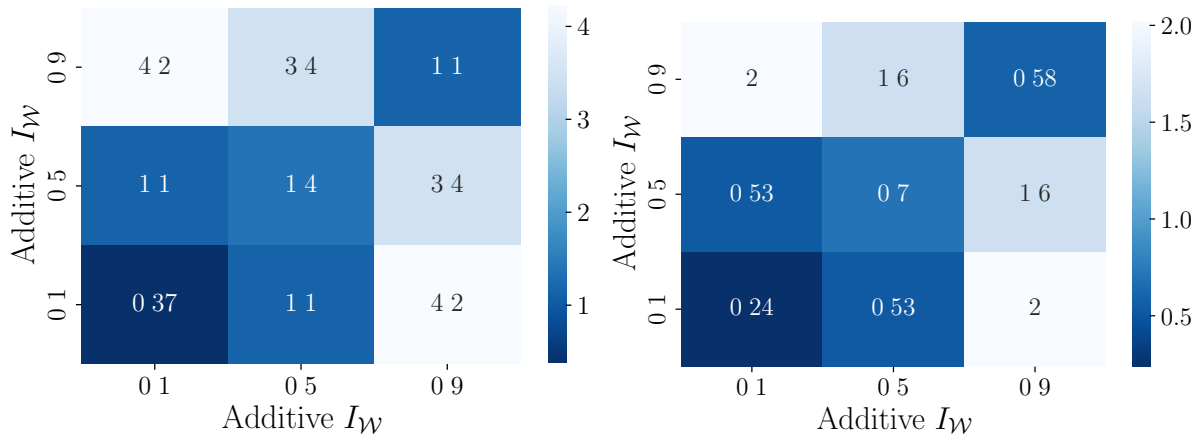 4 2 3 4 1 1
1 1 1 4 3 4
0 37 1 1 4 2
0 9
0 5
0 1
Additive I_W
0 1 0 5 0 9
Additive I_W
4
3
2
1
2 1 6 0 58
0 53 0 7 1 6
0 24 0 53 2
0 9
0 5
0 1
Additive I_W
0 1 0 5 0 9
Additive I_W
2.0
1.5
1.0
0.5